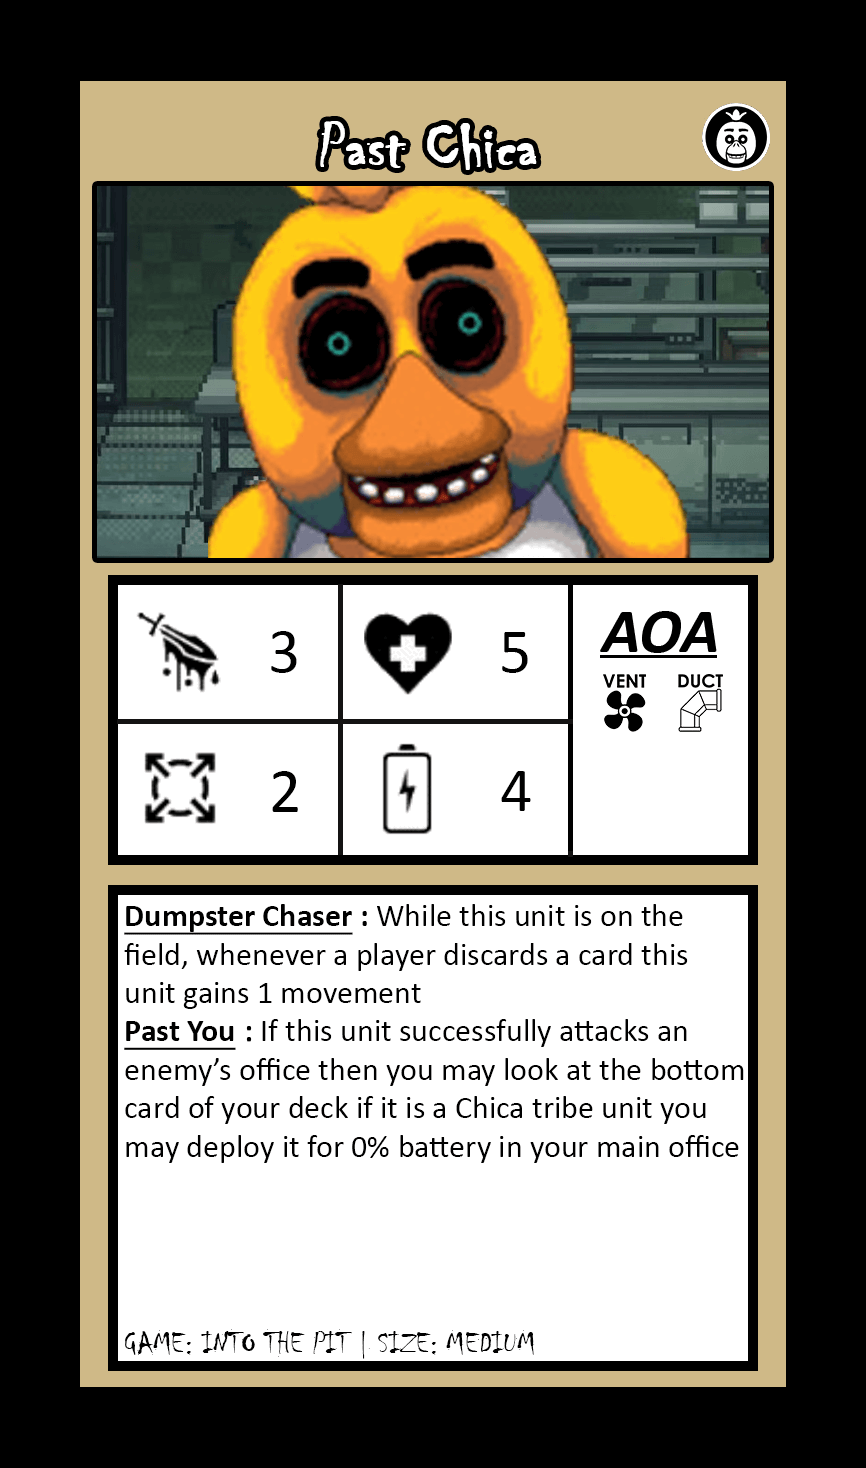 Past Chica
3
5
AOA
VENT DUCT
2
4
Dumpster Chaser : While this unit is on the
field, whenever a player discards a card this
unit gains 1 movement
Past You : If this unit successfully attacks an
enemy’s office then you may look at the bottom
card of your deck if it is a Chica tribe unit you
may deploy it for 0% battery in your main office
GAME: INTO THE PIT | SIZE: MEDIUM